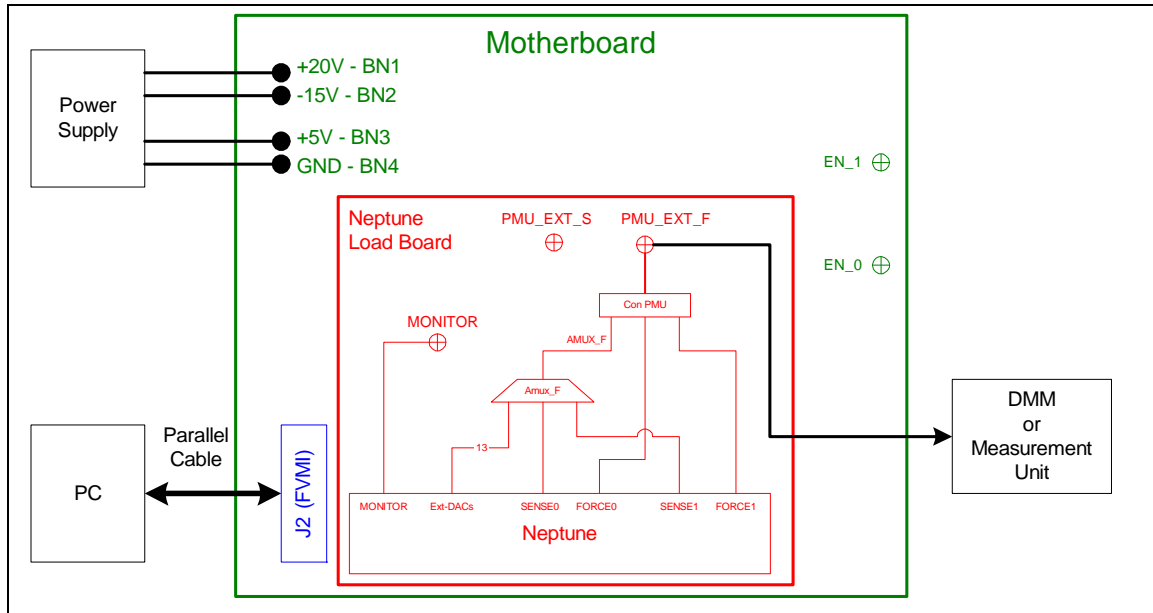 Motherboard
Power
Supply
+20V - BN1
-15V - BN2
+5V - BN3
GND - BN4
EN_1
EN_0
Neptune
Load Board
PMU_EXT_S
PMU_EXT_F
Con PMU
MONITOR
AMUX_F
Amux_F
13
MONITOR
Ext-DACs
SENSE0
FORCE0
SENSE1
FORCE1
Neptune
PC
Parallel
Cable
J2 (FVMI)
DMM
or
Measurement
Unit